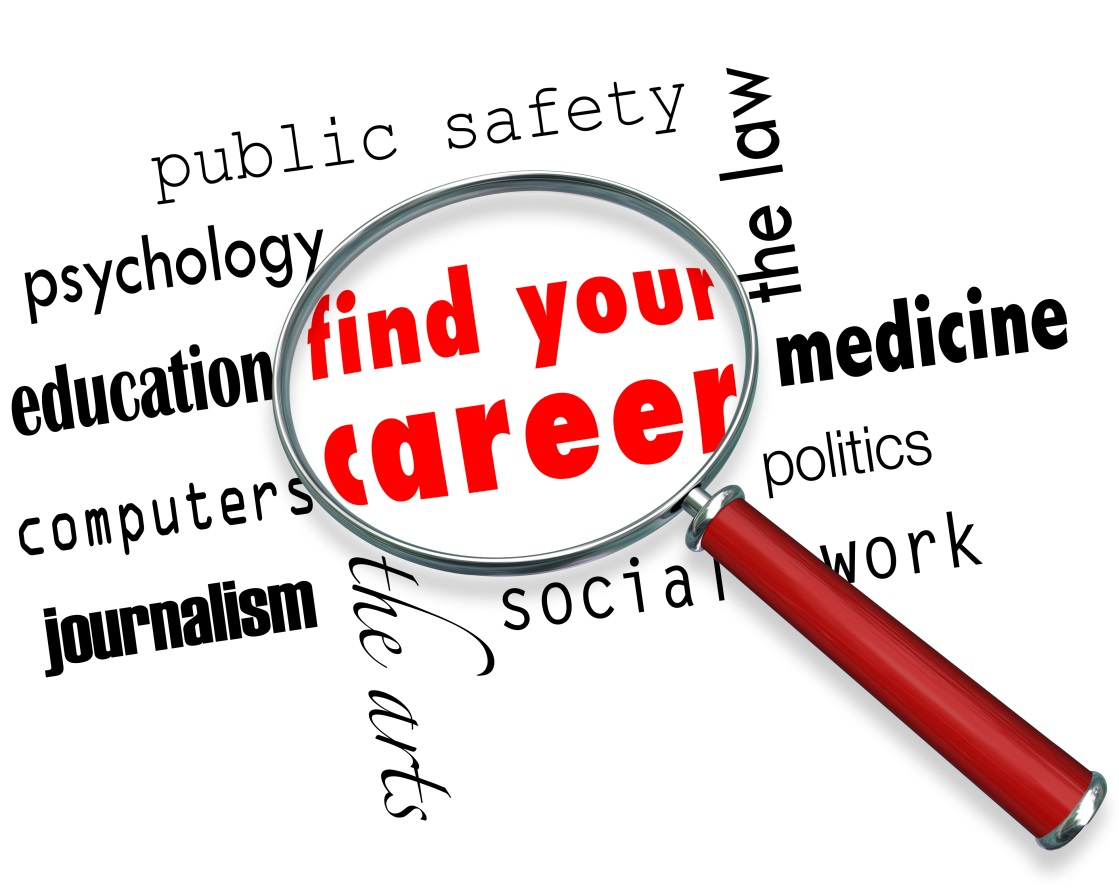 public safety
the law
psychology
find your
career
medicine
education
politics
computers
social work
journalism
the arts